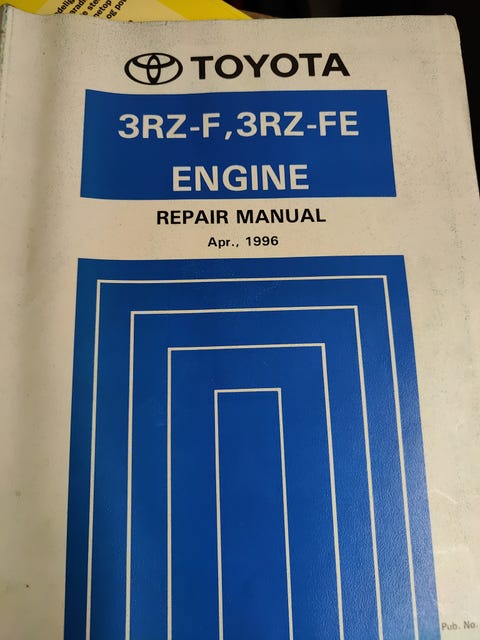 TOYOTA
3RZ-F, 3RZ-FE
ENGINE
REPAIR MANUAL
Apr., 1996
Pub. No.